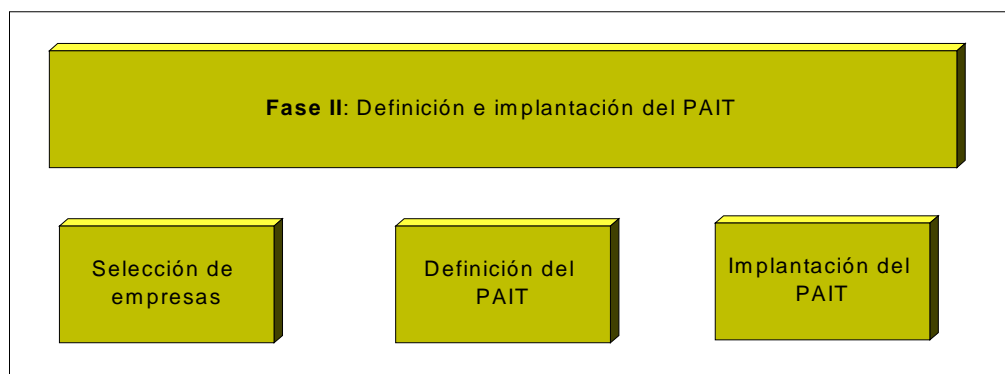 Fase II: Definición e implantación del PAIT
Selección de
empresas
Definición del
PAIT
Implantación del
PAIT